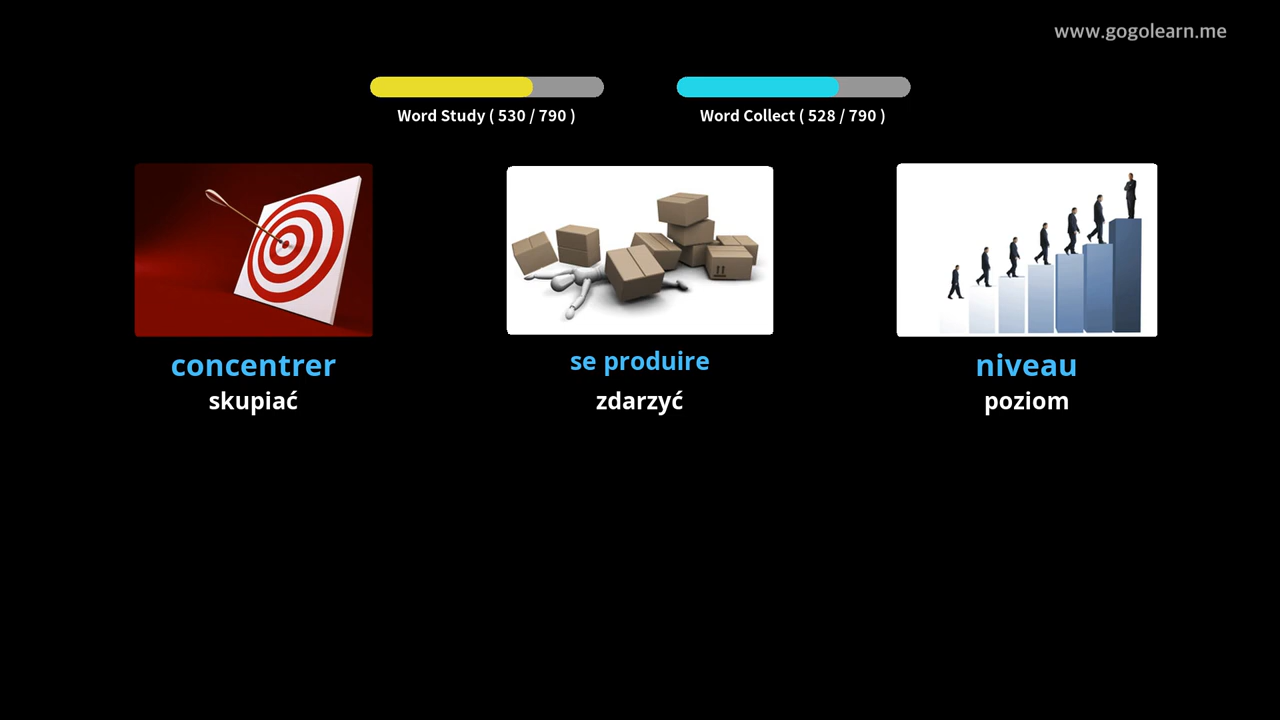 www.gogolearn.me
Word Study ( 530 / 790 )
Word Collect ( 528 / 790 )
concentrer
skupiać
se produire
zdarzyć
niveau
poziom